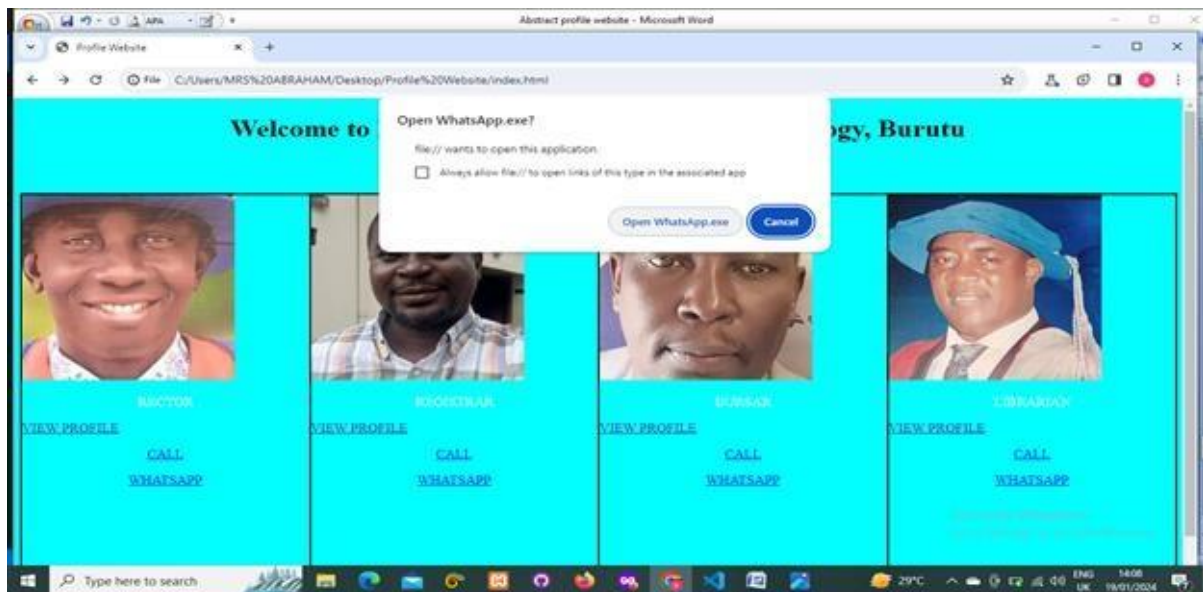 APA
Abstract profile website - Microsoft Word
Profile Website
File C:/Users/MRS%20ABRAHAM/Desktop/Profile%20Website/index.html
Welcome to
ogy, Burutu
Open WhatsApp.exe?
file:// wants to open this application.
Always allow file:// to open links of this type in the associated app
Open WhatsApp.exe Cancel
RECTOR REGISTRAR BURSAR LIBRARIAN
VIEW PROFILE VIEW PROFILE VIEW PROFILE VIEW PROFILE
CALL CALL CALL CALL
WHATSAPP WHATSAPP WHATSAPP WHATSAPP
Type here to search
29°C
ENG
UK
14:08
19/01/2024